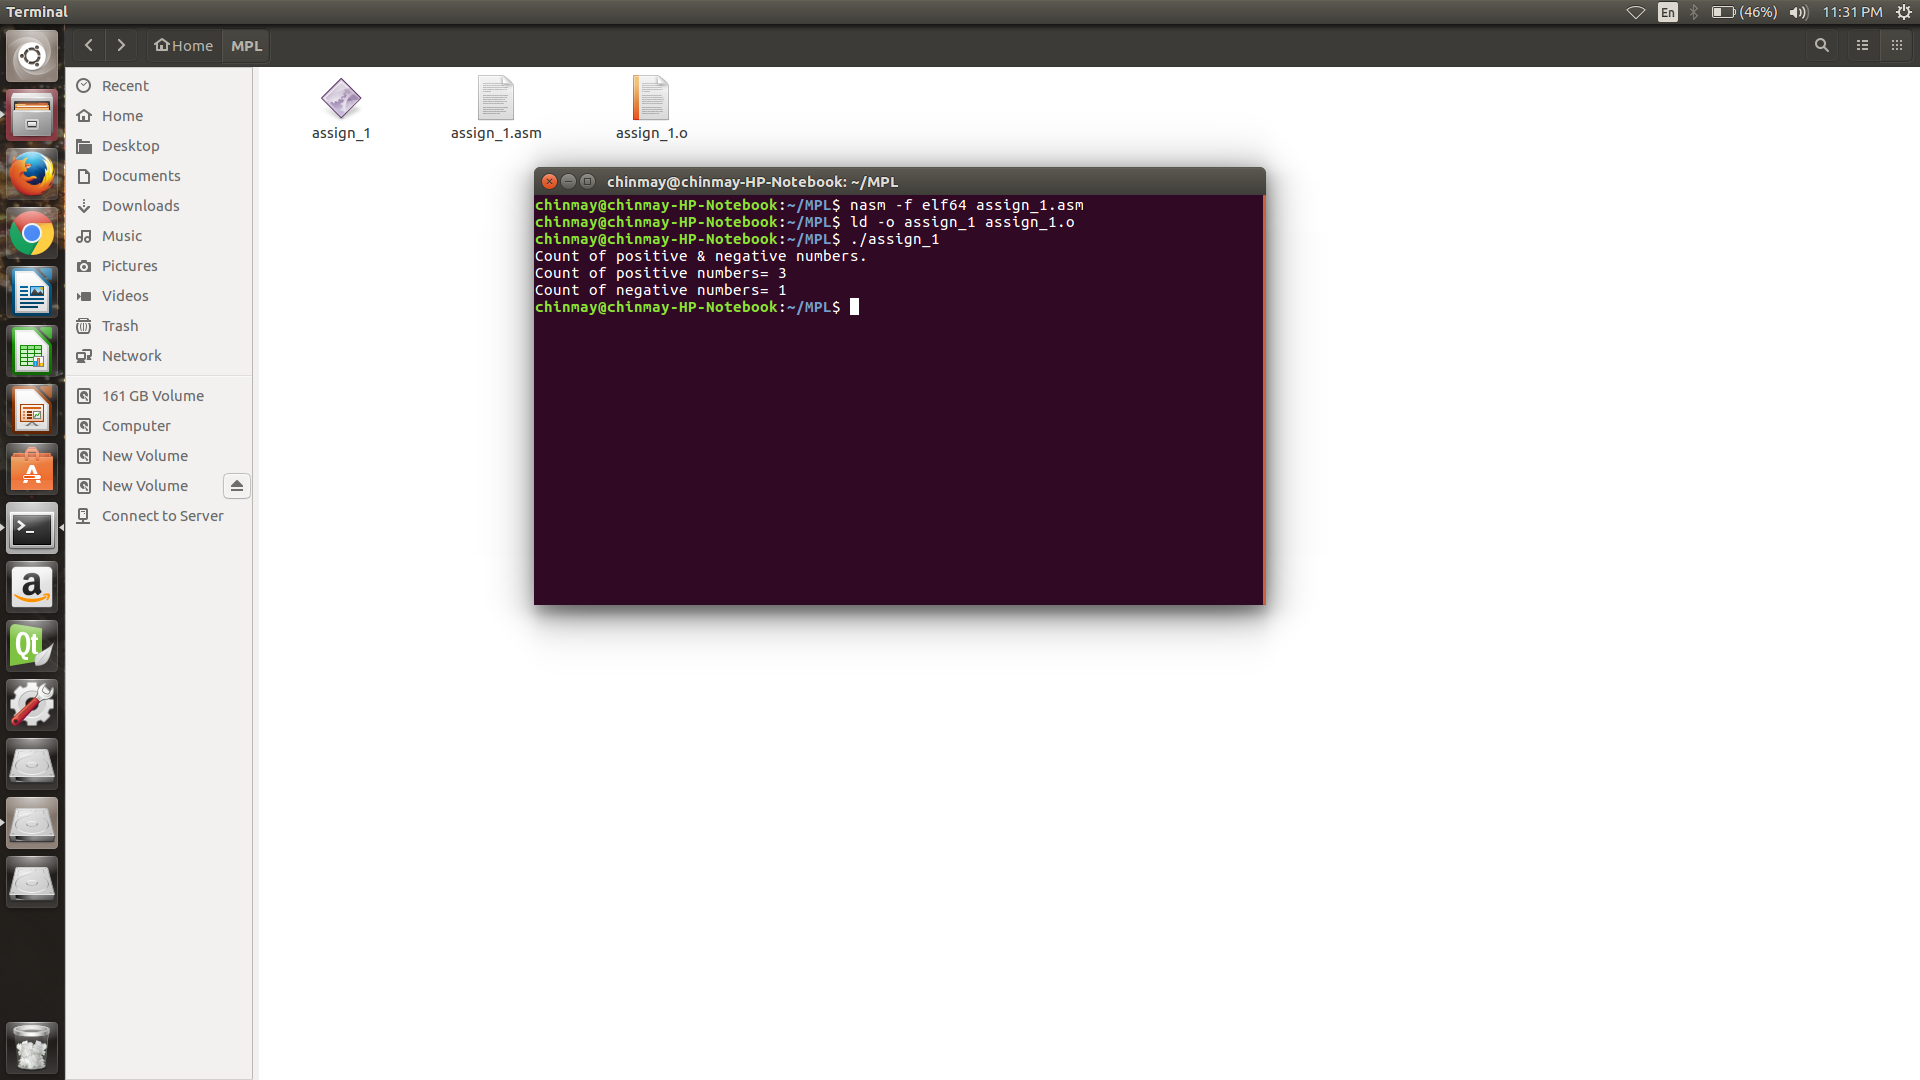 Terminal
En
(46%)
11:31 PM
Home
MPL
Recent
Home
Desktop
Documents
Downloads
Music
Pictures
Videos
Trash
Network
161 GB Volume
Computer
New Volume
New Volume
Connect to Server
assign_1
assign_1.asm
assign_1.o
chinmay@chinmay-HP-Notebook: ~/MPL
chinmay@chinmay-HP-Notebook:~/MPL$ nasm -f elf64 assign_1.asm
chinmay@chinmay-HP-Notebook:~/MPL$ ld -o assign_1 assign_1.o
chinmay@chinmay-HP-Notebook:~/MPL$ ./assign_1
Count of positive & negative numbers.
Count of positive numbers= 3
Count of negative numbers= 1
chinmay@chinmay-HP-Notebook:~/MPL$
A
>_
a
Qt